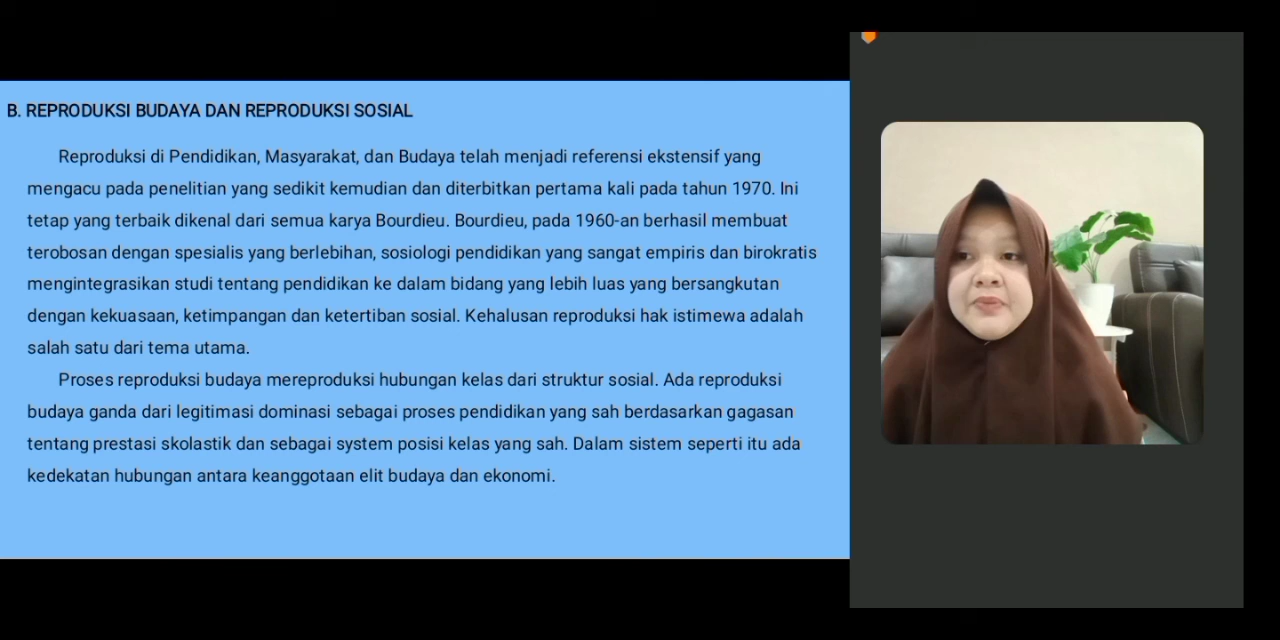 B. REPRODUKSI BUDAYA DAN REPRODUKSI SOSIAL
Reproduksi di Pendidikan, Masyarakat, dan Budaya telah menjadi referensi ekstensif yang
mengacu pada penelitian yang sedikit kemudian dan diterbitkan pertama kali pada tahun 1970. Ini
tetap yang terbaik dikenal dari semua karya Bourdieu. Bourdieu, pada 1960-an berhasil membuat
terobosan dengan spesialis yang berlebihan, sosiologi pendidikan yang sangat empiris dan birokratis
mengintegrasikan studi tentang pendidikan ke dalam bidang yang lebih luas yang bersangkutan
dengan kekuasaan, ketimpangan dan ketertiban sosial. Kehalusan reproduksi hak istimewa adalah
salah satu dari tema utama.
Proses reproduksi budaya mereproduksi hubungan kelas dari struktur sosial. Ada reproduksi
budaya ganda dari legitimasi dominasi sebagai proses pendidikan yang sah berdasarkan gagasan
tentang prestasi skolastik dan sebagai system posisi kelas yang sah. Dalam sistem seperti itu ada
kedekatan hubungan antara keanggotaan elit budaya dan ekonomi.